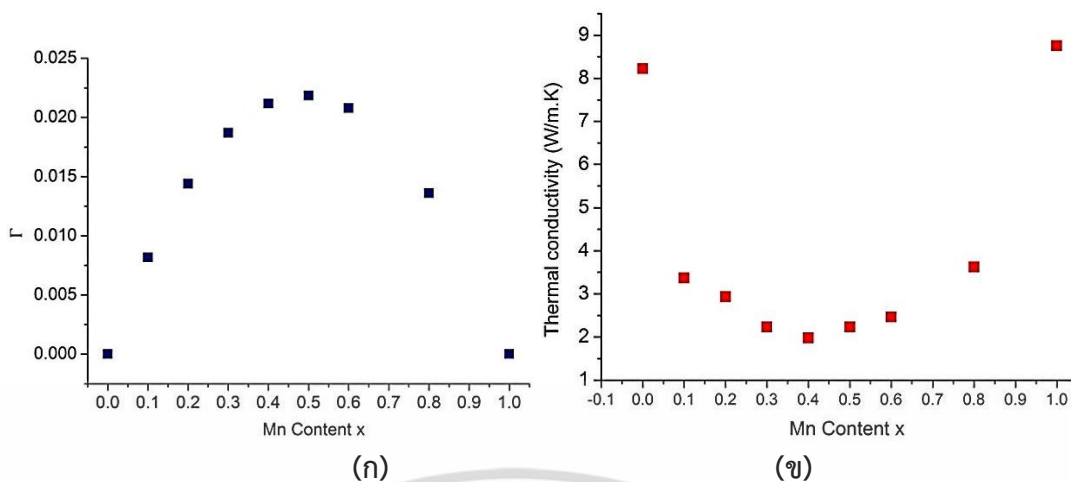 0.025
0.020
0.015
0.010
0.005
0.000
Γ
0.0 0.1 0.2 0.3 0.4 0.5 0.6 0.7 0.8 0.9 1.0
Mn Content x
(ก)
9
8
7
6
5
4
3
2
1
Thermal conductivity (W/m.K)
-0.1 0.0 0.1 0.2 0.3 0.4 0.5 0.6 0.7 0.8 0.9 1.0
Mn Content x
(ข)